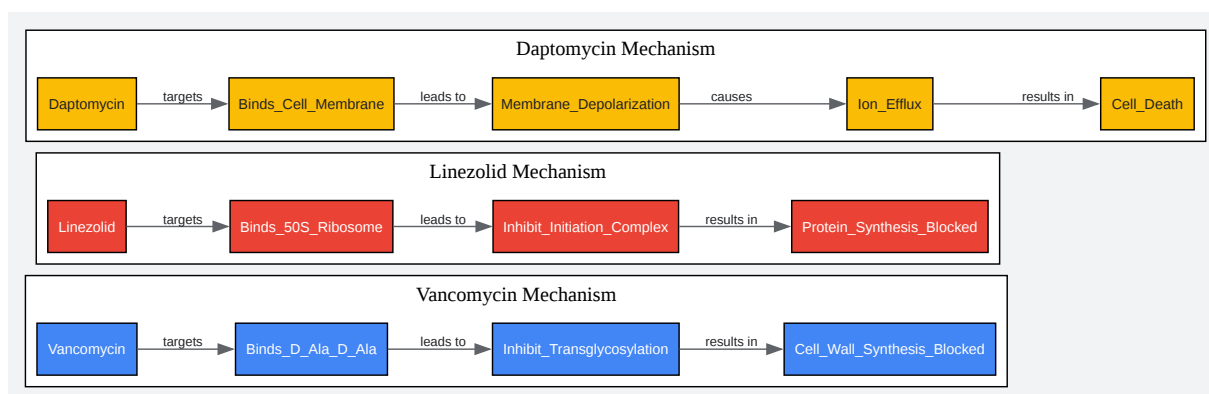 Daptomycin Mechanism
Daptomycin targets Binds_Cell_Membrane leads to Membrane_Depolarization causes Ion_Efflux results in Cell_Death
Linezolid Mechanism
Linezolid targets Binds_50S_Ribosome leads to Inhibit_Initiation_Complex results in Protein_Synthesis_Blocked
Vancomycin Mechanism
Vancomycin targets Binds_D_Ala_D_Ala leads to Inhibit_Transglycosylation results in Cell_Wall_Synthesis_Blocked